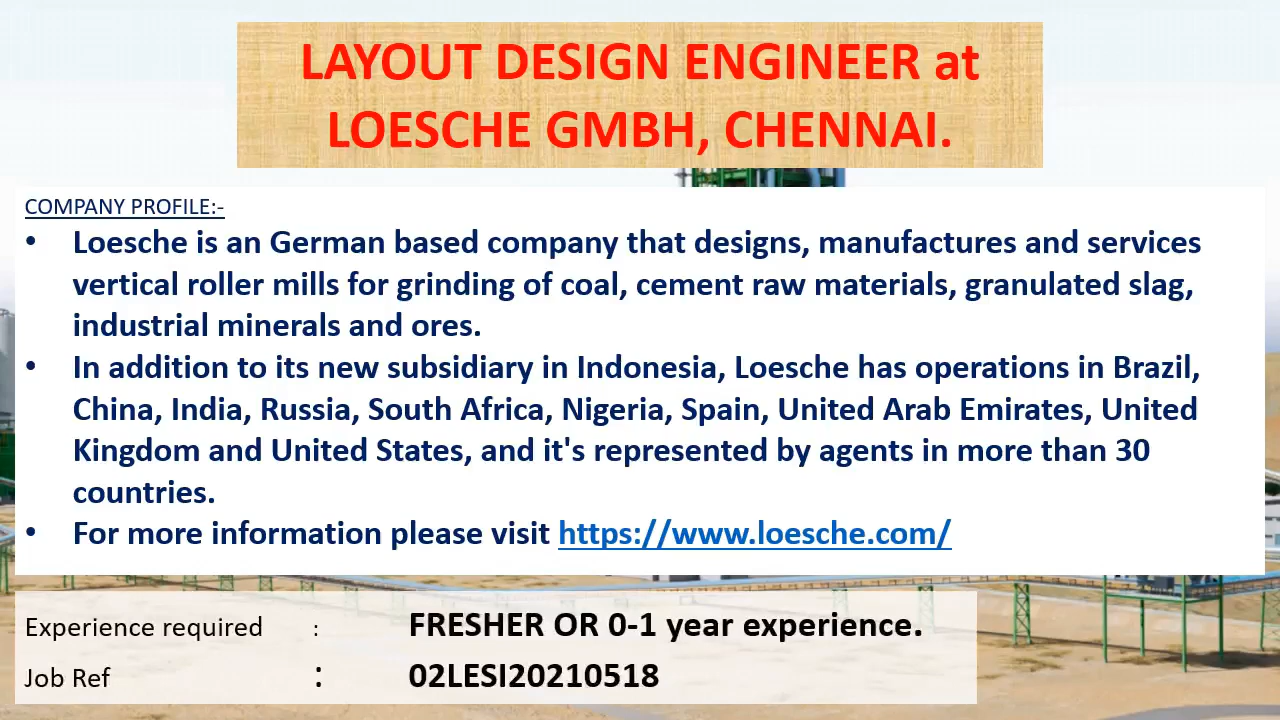 LAYOUT DESIGN ENGINEER at
LOESCHE GMBH, CHENNAI.
COMPANY PROFILE:-
• Loesche is an German based company that designs, manufactures and services
vertical roller mills for grinding of coal, cement raw materials, granulated slag,
industrial minerals and ores.
• In addition to its new subsidiary in Indonesia, Loesche has operations in Brazil,
China, India, Russia, South Africa, Nigeria, Spain, United Arab Emirates, United
Kingdom and United States, and it's represented by agents in more than 30
countries.
• For more information please visit https://www.loesche.com/
Experience required : FRESHER OR 0-1 year experience.
Job Ref : 02LESI20210518